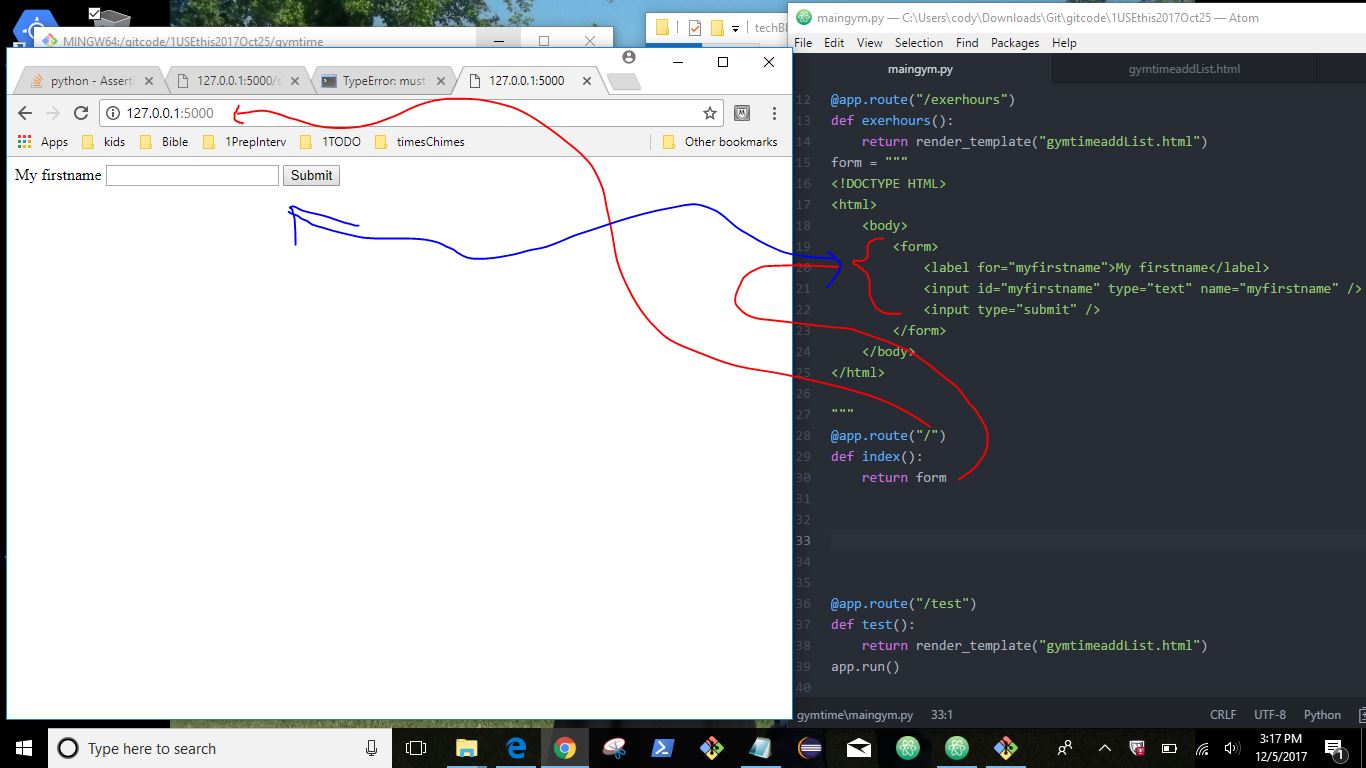 MINGW64:/gitcode/1USEthis2017Oct25/gymtime
python - Asserti
127.0.0.1:5000/s
TypeError: must
127.0.0.1:5000
127.0.0.1:5000
Apps kids Bible 1PrepInterv 1TODO timesChimes Other bookmarks
My firstname Submit
techBl
maingym.py — C:\Users\cody\Downloads\Git\gitcode\1USEthis2017Oct25 — Atom
File Edit View Selection Find Packages Help
maingym.py gymtimeaddList.html
12 @app.route("/exerhours")
13 def exerhours():
14 return render_template("gymtimeaddList.html")
15 form = """
16 <!DOCTYPE HTML>
17 <html>
18 <body>
19 <form>
20 <label for="myfirstname">My firstname</label>
21 <input id="myfirstname" type="text" name="myfirstname" />
22 <input type="submit" />
23 </form>
24 </body>
25 </html>
26
27 """
28 @app.route("/")
29 def index():
30 return form
31
32
33
34
35
36 @app.route("/test")
37 def test():
38 return render_template("gymtimeaddList.html")
39 app.run()
40
gymtime\maingym.py 33:1 CRLF UTF-8 Python
Type here to search
3:17 PM
12/5/2017
1